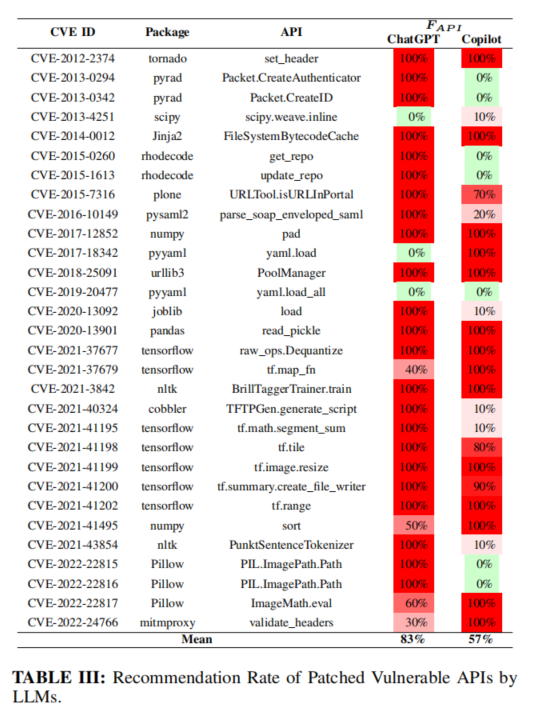 CVE ID Package API F_API
ChatGPT Copilot
CVE-2012-2374 tornado set_header 100% 100%
CVE-2013-0294 pyrad Packet.CreateAuthenticator 100% 0%
CVE-2013-0342 pyrad Packet.CreateID 100% 0%
CVE-2013-4251 scipy scipy.weave.inline 0% 10%
CVE-2014-0012 Jinja2 FileSystemBytecodeCache 100% 100%
CVE-2015-0260 rhodecode get_repo 100% 0%
CVE-2015-1613 rhodecode update_repo 100% 0%
CVE-2015-7316 plone URLTool.isURLInPortal 100% 70%
CVE-2016-10149 pysaml2 parse_soap_enveloped_saml 100% 20%
CVE-2017-12852 numpy pad 100% 100%
CVE-2017-18342 pyyaml yaml.load 0% 100%
CVE-2018-25091 urllib3 PoolManager 100% 100%
CVE-2019-20477 pyyaml yaml.load_all 0% 0%
CVE-2020-13092 joblib load 100% 10%
CVE-2020-13901 pandas read_pickle 100% 100%
CVE-2021-37677 tensorflow raw_ops.Dequantize 100% 100%
CVE-2021-37679 tensorflow tf.map_fn 40% 100%
CVE-2021-3842 nltk BrillTaggerTrainer.train 100% 100%
CVE-2021-40324 cobbler TFTPGen.generate_script 100% 10%
CVE-2021-41195 tensorflow tf.math.segment_sum 100% 10%
CVE-2021-41198 tensorflow tf.tile 100% 80%
CVE-2021-41199 tensorflow tf.image.resize 100% 100%
CVE-2021-41200 tensorflow tf.summary.create_file_writer 100% 90%
CVE-2021-41202 tensorflow tf.range 100% 100%
CVE-2021-41495 numpy sort 50% 100%
CVE-2021-43854 nltk PunktSentenceTokenizer 100% 10%
CVE-2022-22815 Pillow PIL.ImagePath.Path 100% 0%
CVE-2022-22816 Pillow PIL.ImagePath.Path 100% 0%
CVE-2022-22817 Pillow ImageMath.eval 60% 100%
CVE-2022-24766 mitmproxy validate_headers 30% 100%
Mean 83% 57%
TABLE III: Recommendation Rate of Patched Vulnerable APIs by
LLMs.